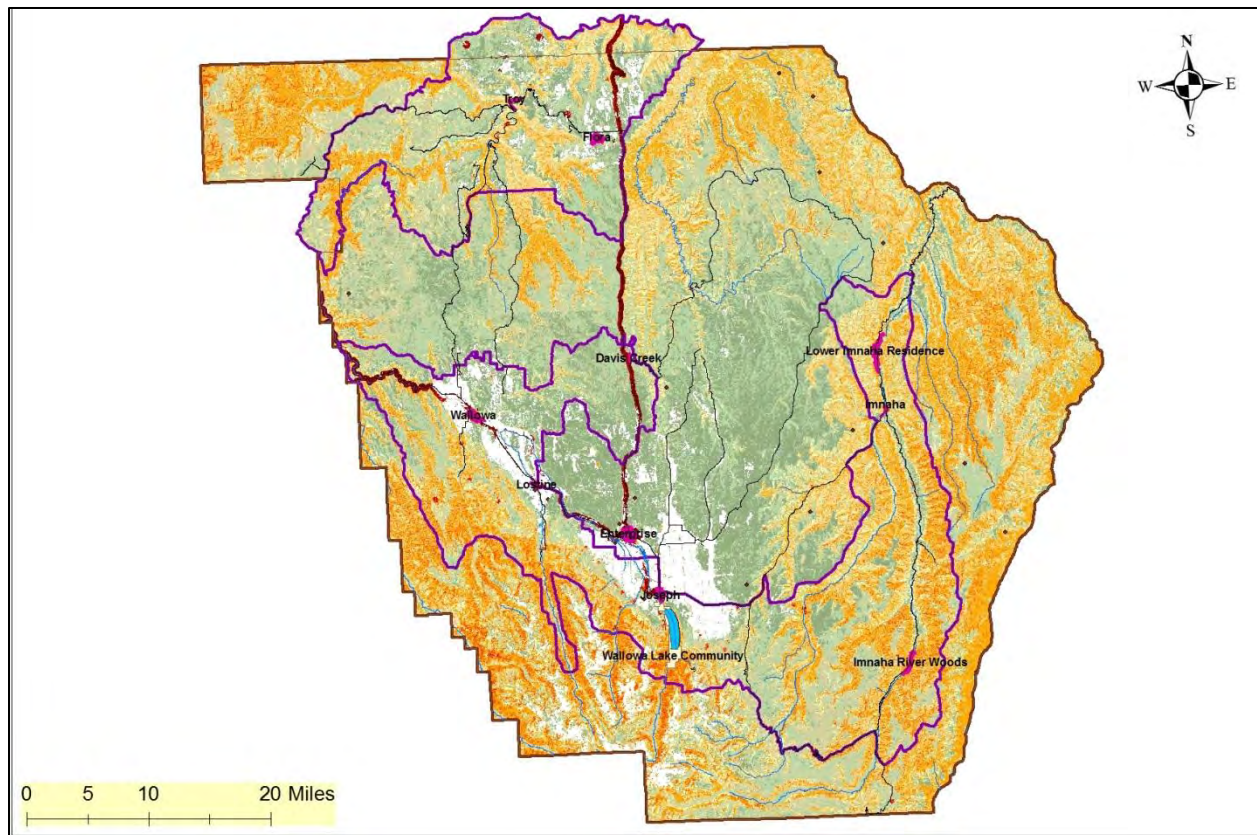 N
W E
S
Troy
Flora
Davis Creek
Lower Imnaha Residence
Imnaha
Wallowa
Lostine
Enterprise
Joseph
Wallowa Lake Community
Imnaha River Woods
0 5 10 20 Miles